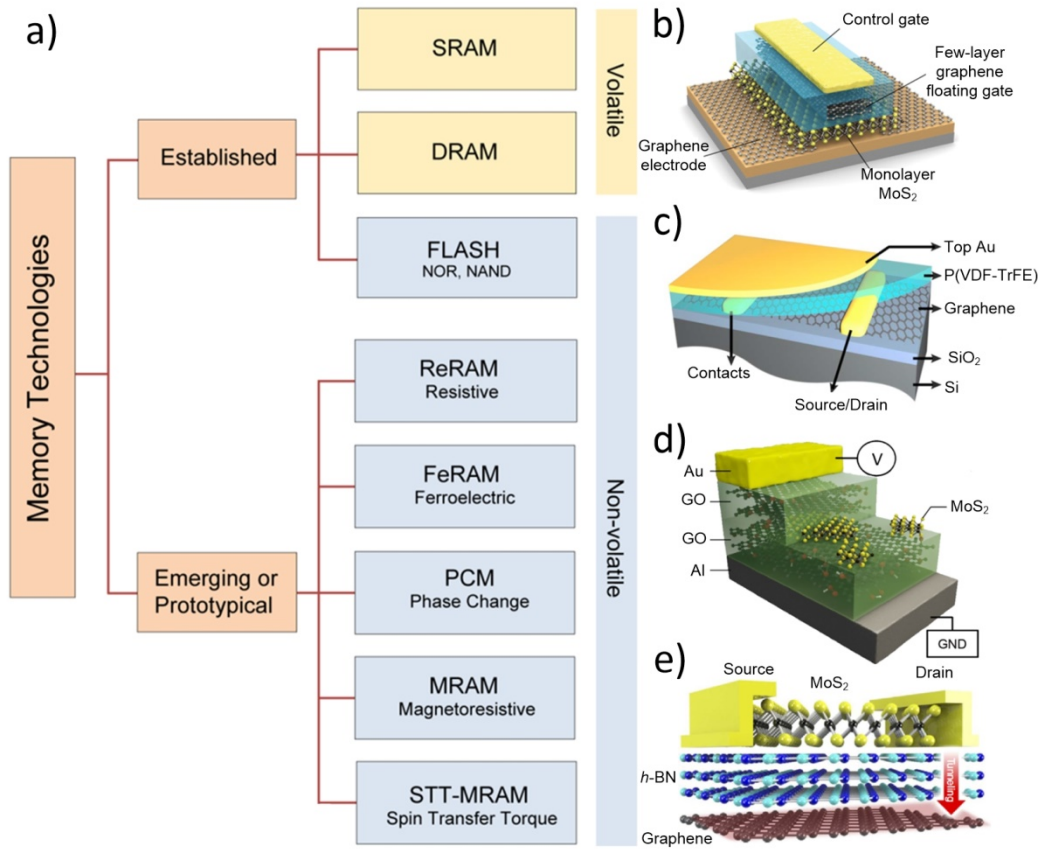 a)
Memory Technologies
Established
Emerging or
Prototypical
SRAM
DRAM
FLASH
NOR, NAND
ReRAM
Resistive
FeRAM
Ferroelectric
PCM
Phase Change
MRAM
Magnetoresistive
STT-MRAM
Spin Transfer Torque
Volatile
Non-volatile
b)
Control gate
Few-layer
graphene
floating gate
Graphene
electrode
Monolayer
MoS₂
c)
Top Au
P(VDF-TrFE)
Graphene
SiO₂
Si
Contacts
Source/Drain
d)
V
Au
GO
GO
Al
MoS₂
GND
e)
Source
MoS₂
Drain
h-BN
Tunneling
Graphene